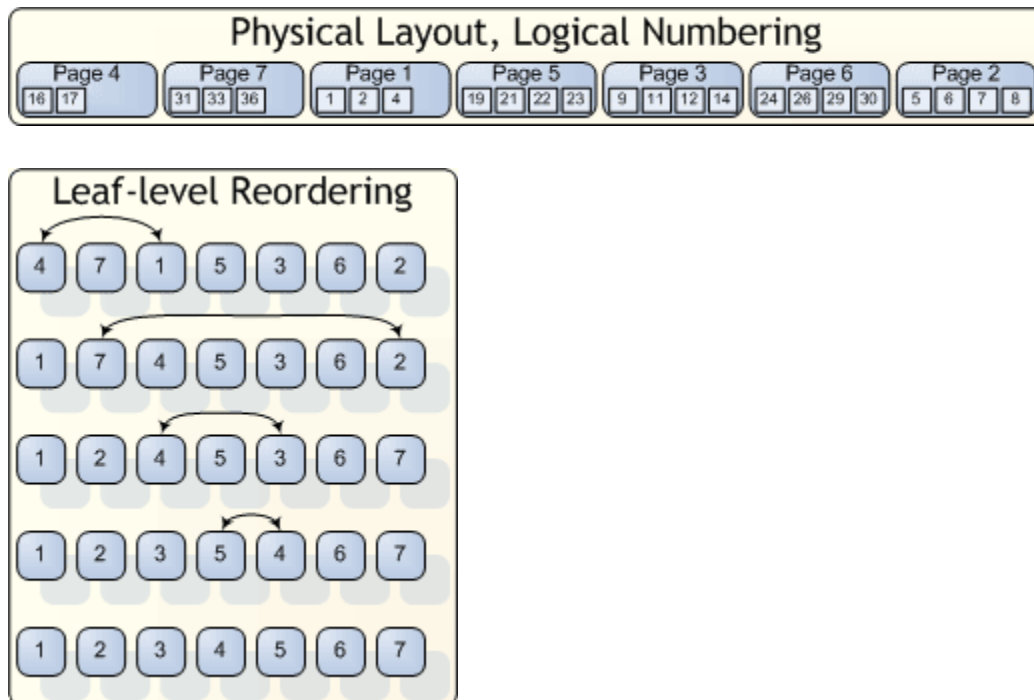 Physical Layout, Logical Numbering
Page 4 Page 7 Page 1 Page 5 Page 3 Page 6 Page 2
16 17 31 33 36 1 2 4 19 21 22 23 9 11 12 14 24 26 29 30 5 6 7 8
Leaf-level Reordering
4 7 1 5 3 6 2
1 7 4 5 3 6 2
1 2 4 5 3 6 7
1 2 3 5 4 6 7
1 2 3 4 5 6 7